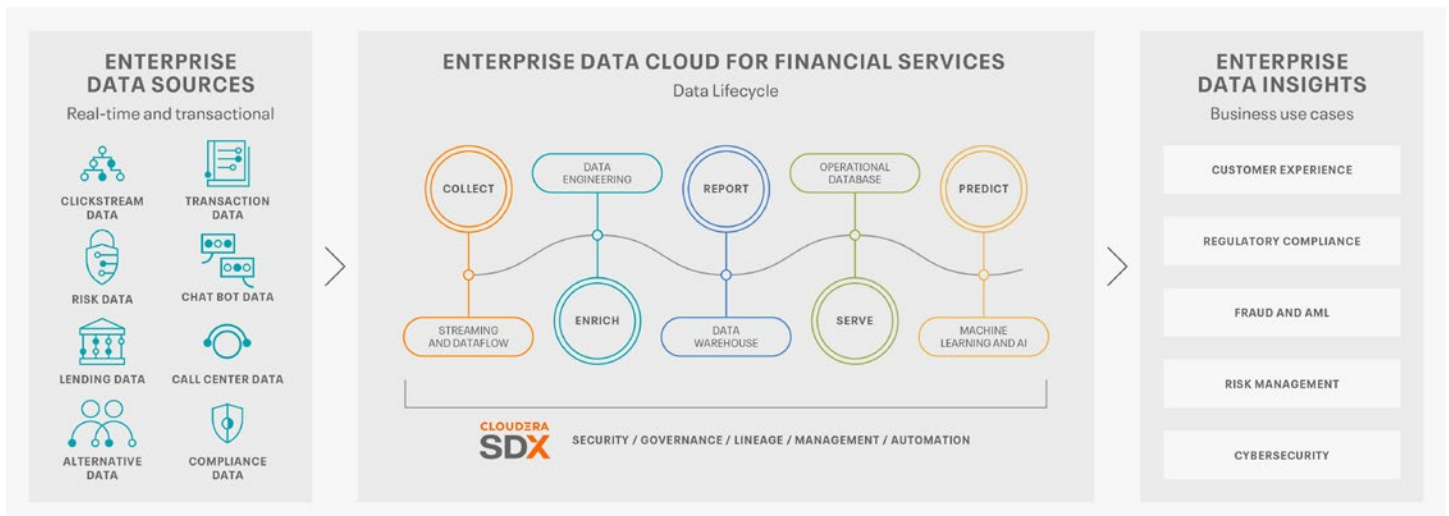 ENTERPRISE
DATA SOURCES
Real-time and transactional
CLICKSTREAM
DATA
TRANSACTION
DATA
RISK DATA
CHAT BOT DATA
LENDING DATA
CALL CENTER DATA
ALTERNATIVE
DATA
COMPLIANCE
DATA
ENTERPRISE DATA CLOUD FOR FINANCIAL SERVICES
Data Lifecycle
COLLECT
STREAMING
AND DATAFLOW
DATA
ENGINEERING
ENRICH
REPORT
DATA
WAREHOUSE
OPERATIONAL
DATABASE
SERVE
PREDICT
MACHINE
LEARNING AND AI
CLOUDERA
SDX
SECURITY / GOVERNANCE / LINEAGE / MANAGEMENT / AUTOMATION
ENTERPRISE
DATA INSIGHTS
Business use cases
CUSTOMER EXPERIENCE
REGULATORY COMPLIANCE
FRAUD AND AML
RISK MANAGEMENT
CYBERSECURITY